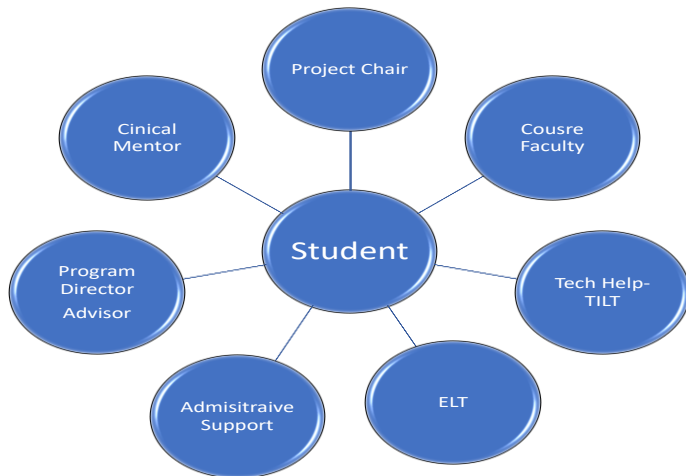 Project Chair
Cinical
Mentor
Cousre
Faculty
Student
Program
Director
Advisor
Tech Help-
TILT
Admisitraive
Support
ELT